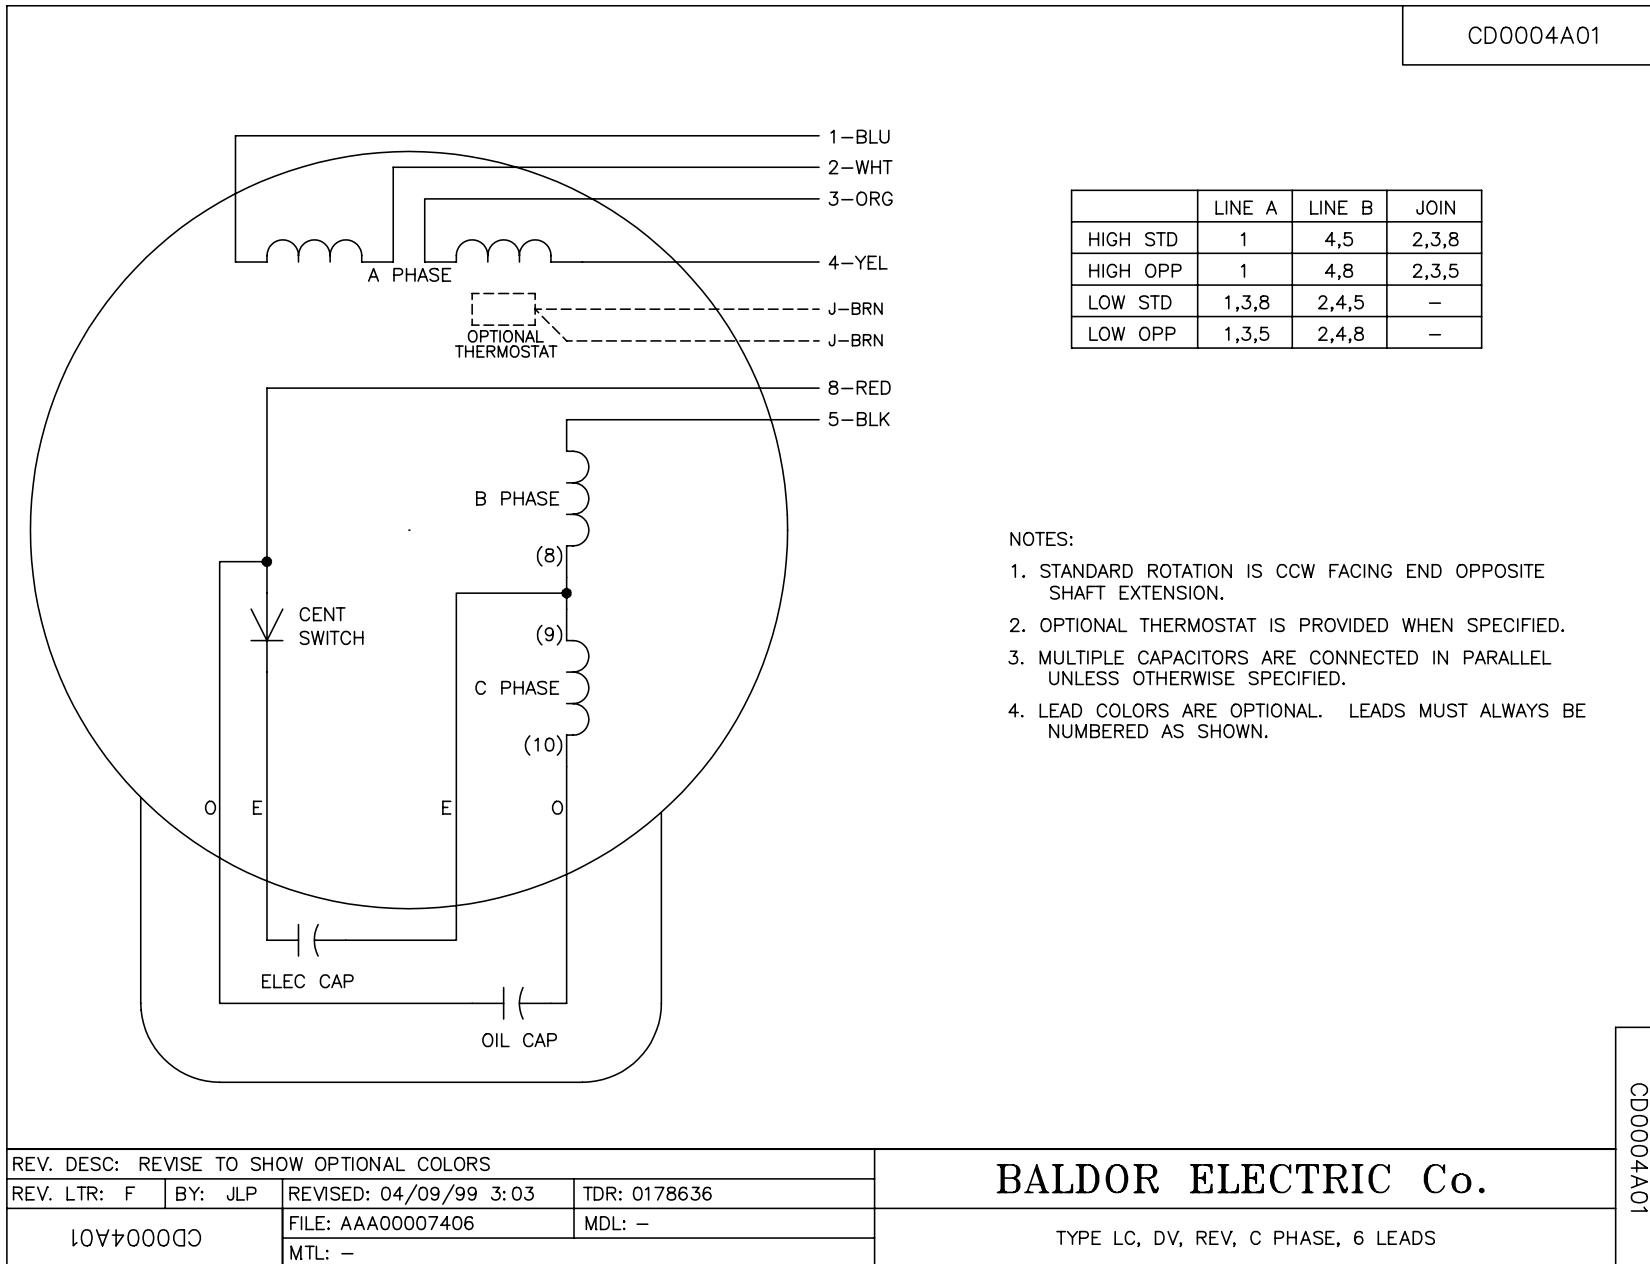 CD0004A01
1-BLU
2-WHT
3-ORG
A PHASE
4-YEL
J-BRN
OPTIONAL
THERMOSTAT
J-BRN
8-RED
5-BLK
B PHASE
(8)
CENT
SWITCH
(9)
C PHASE
(10)
O E E O
ELEC CAP
OIL CAP
LINE A LINE B JOIN
HIGH STD 1 4,5 2,3,8
HIGH OPP 1 4,8 2,3,5
LOW STD 1,3,8 2,4,5 -
LOW OPP 1,3,5 2,4,8 -
NOTES:
1. STANDARD ROTATION IS CCW FACING END OPPOSITE
SHAFT EXTENSION.
2. OPTIONAL THERMOSTAT IS PROVIDED WHEN SPECIFIED.
3. MULTIPLE CAPACITORS ARE CONNECTED IN PARALLEL
UNLESS OTHERWISE SPECIFIED.
4. LEAD COLORS ARE OPTIONAL. LEADS MUST ALWAYS BE
NUMBERED AS SHOWN.
CD0004A01
REV. DESC: REVISE TO SHOW OPTIONAL COLORS
REV. LTR: F BY: JLP REVISED: 04/09/99 3:03 TDR: 0178636
CD0004A01
FILE: AAA00007406 MDL: -
MTL: -
BALDOR ELECTRIC Co.
TYPE LC, DV, REV, C PHASE, 6 LEADS